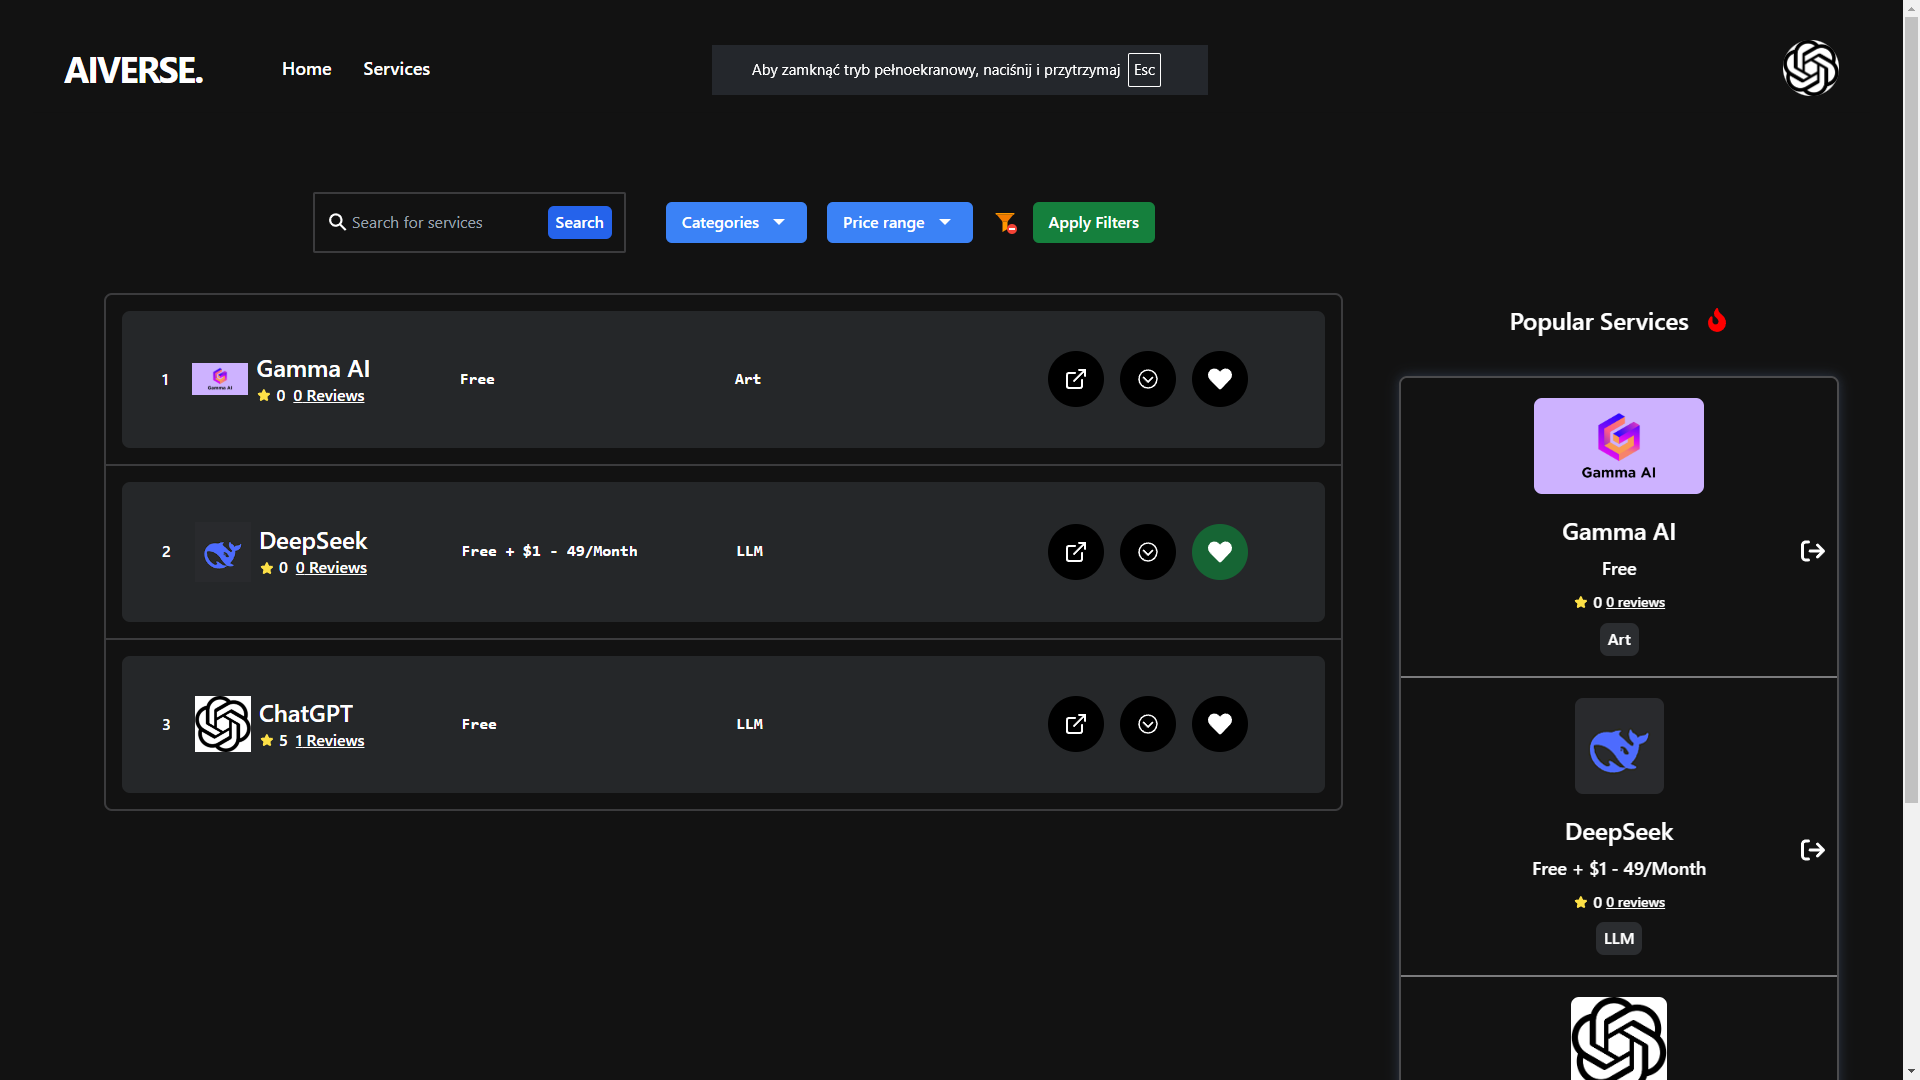 AIVERSE.
Home
Services
Aby zamknąć tryb pełnoekranowy, naciśnij i przytrzymaj Esc
Search for services
Search
Categories
Price range
Apply Filters
1
Gamma AI
Gamma AI
0 0 Reviews
Free
Art
2
DeepSeek
0 0 Reviews
Free + $1 - 49/Month
LLM
3
ChatGPT
5 1 Reviews
Free
LLM
Popular Services
Gamma AI
Gamma AI
Free
0 0 reviews
Art
DeepSeek
Free + $1 - 49/Month
0 0 reviews
LLM